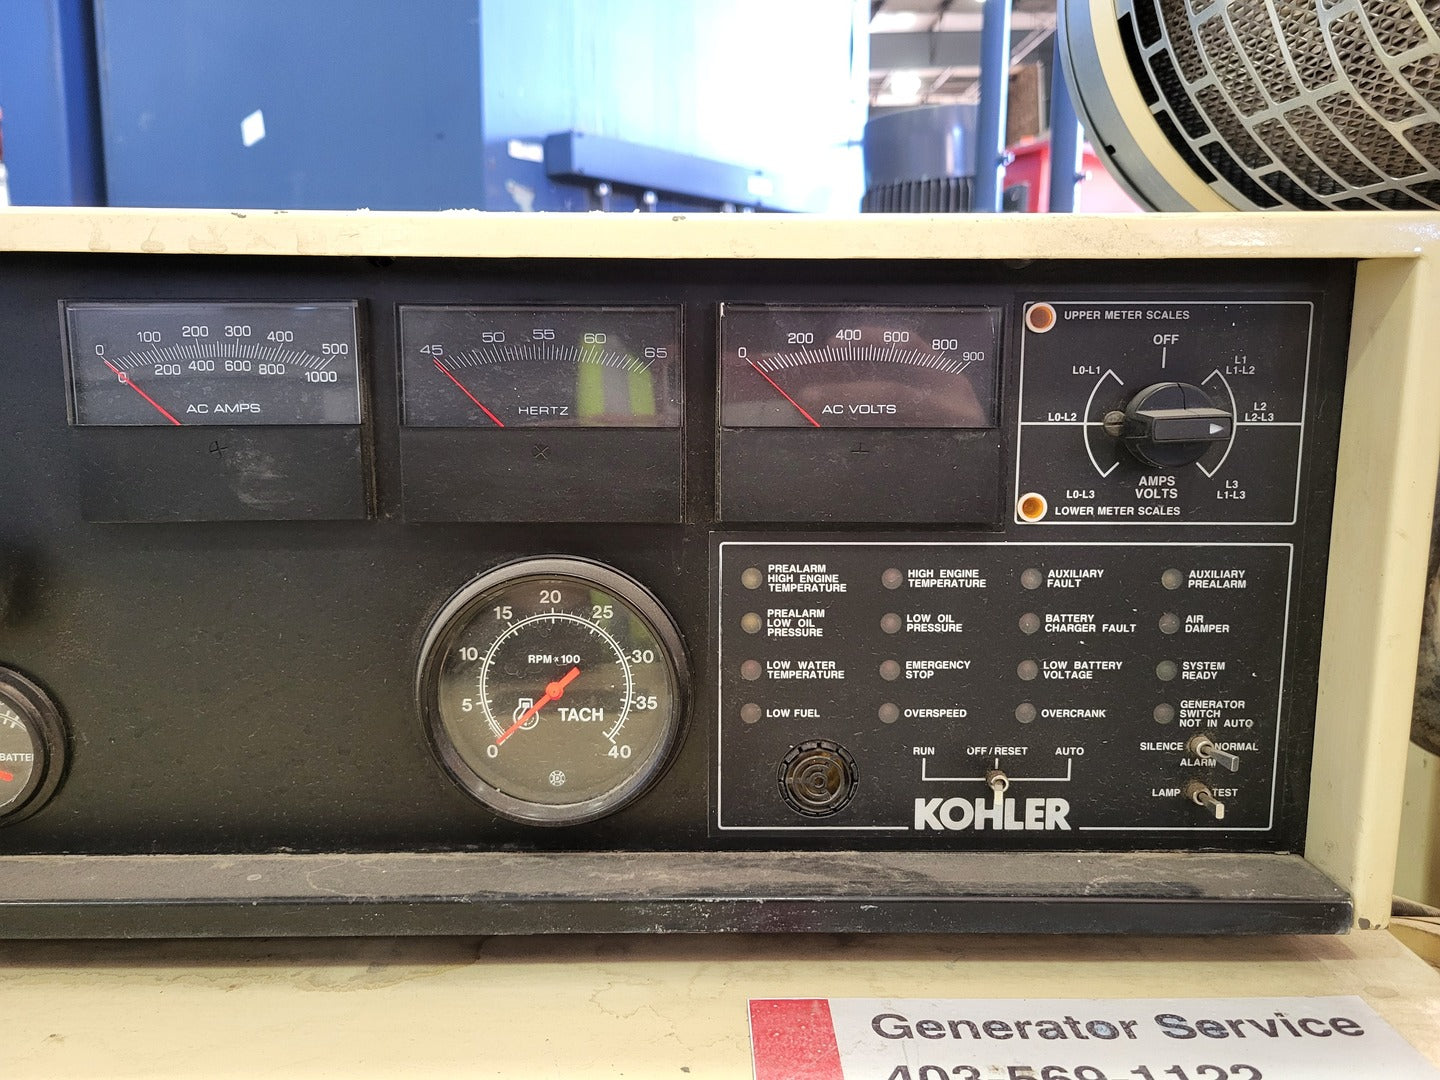 0 100 200 300 400 500
0 200 400 600 800 1000
AC AMPS
45 50 55 60 65
HERTZ
0 200 400 600 800 900
AC VOLTS
UPPER METER SCALES
OFF
L0-L1
L1
L1-L2
L0-L2
L2
L2-L3
L0-L3
L3
L1-L3
AMPS
VOLTS
LOWER METER SCALES
0 5 10 15 20 25 30 35 40
RPM x 100
TACH
PREALARM
HIGH ENGINE
TEMPERATURE
HIGH ENGINE
TEMPERATURE
AUXILIARY
FAULT
AUXILIARY
PREALARM
PREALARM
LOW OIL
PRESSURE
LOW OIL
PRESSURE
BATTERY
CHARGER FAULT
AIR
DAMPER
LOW WATER
TEMPERATURE
EMERGENCY
STOP
LOW BATTERY
VOLTAGE
SYSTEM
READY
LOW FUEL
OVERSPEED
OVERCRANK
GENERATOR
SWITCH
NOT IN AUTO
RUN OFF/RESET AUTO
SILENCE NORMAL
ALARM
LAMP TEST
KOHLER
BATTE
Generator Service
403-569-1122